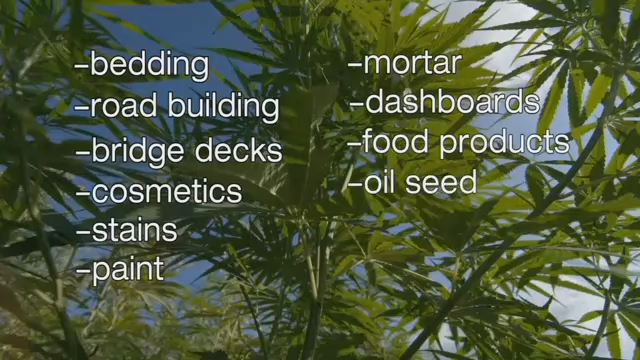 –bedding
–road building
–bridge decks
–cosmetics
–stains
–paint
–mortar
–dashboards
–food products
–oil seed